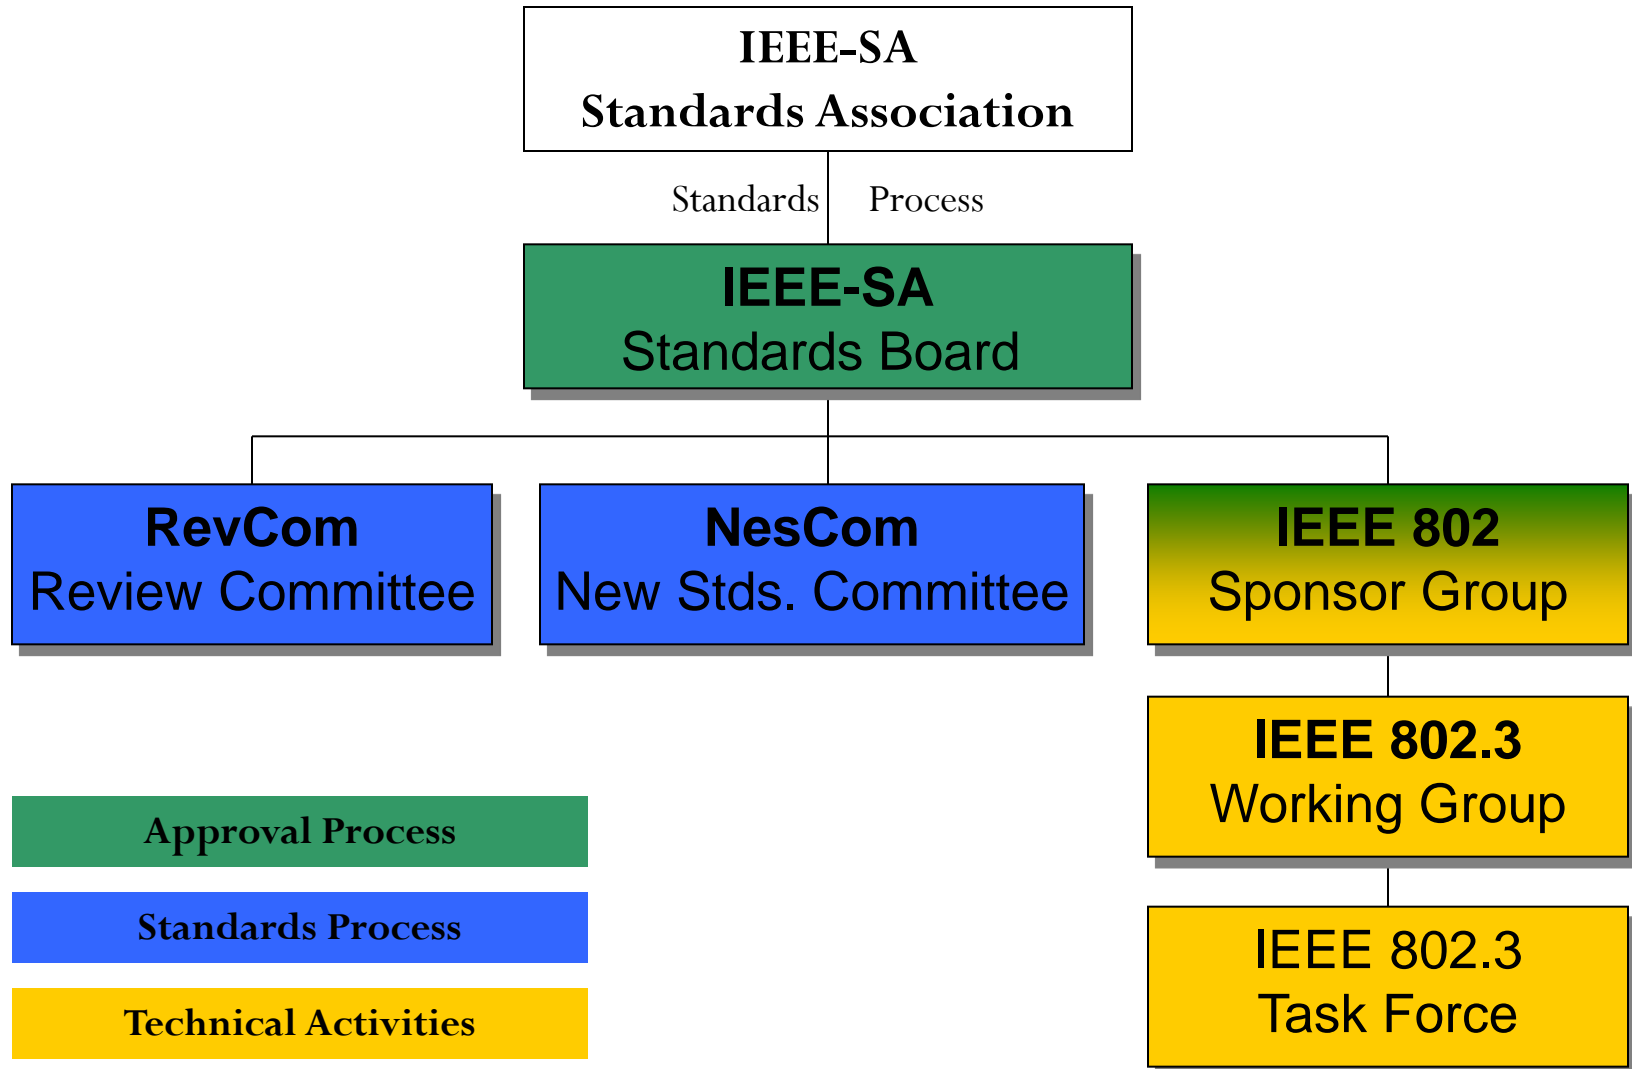 IEEE-SA
Standards Association
Standards Process
IEEE-SA
Standards Board
RevCom
Review Committee
NesCom
New Stds. Committee
IEEE 802
Sponsor Group
IEEE 802.3
Working Group
IEEE 802.3
Task Force
Approval Process
Standards Process
Technical Activities